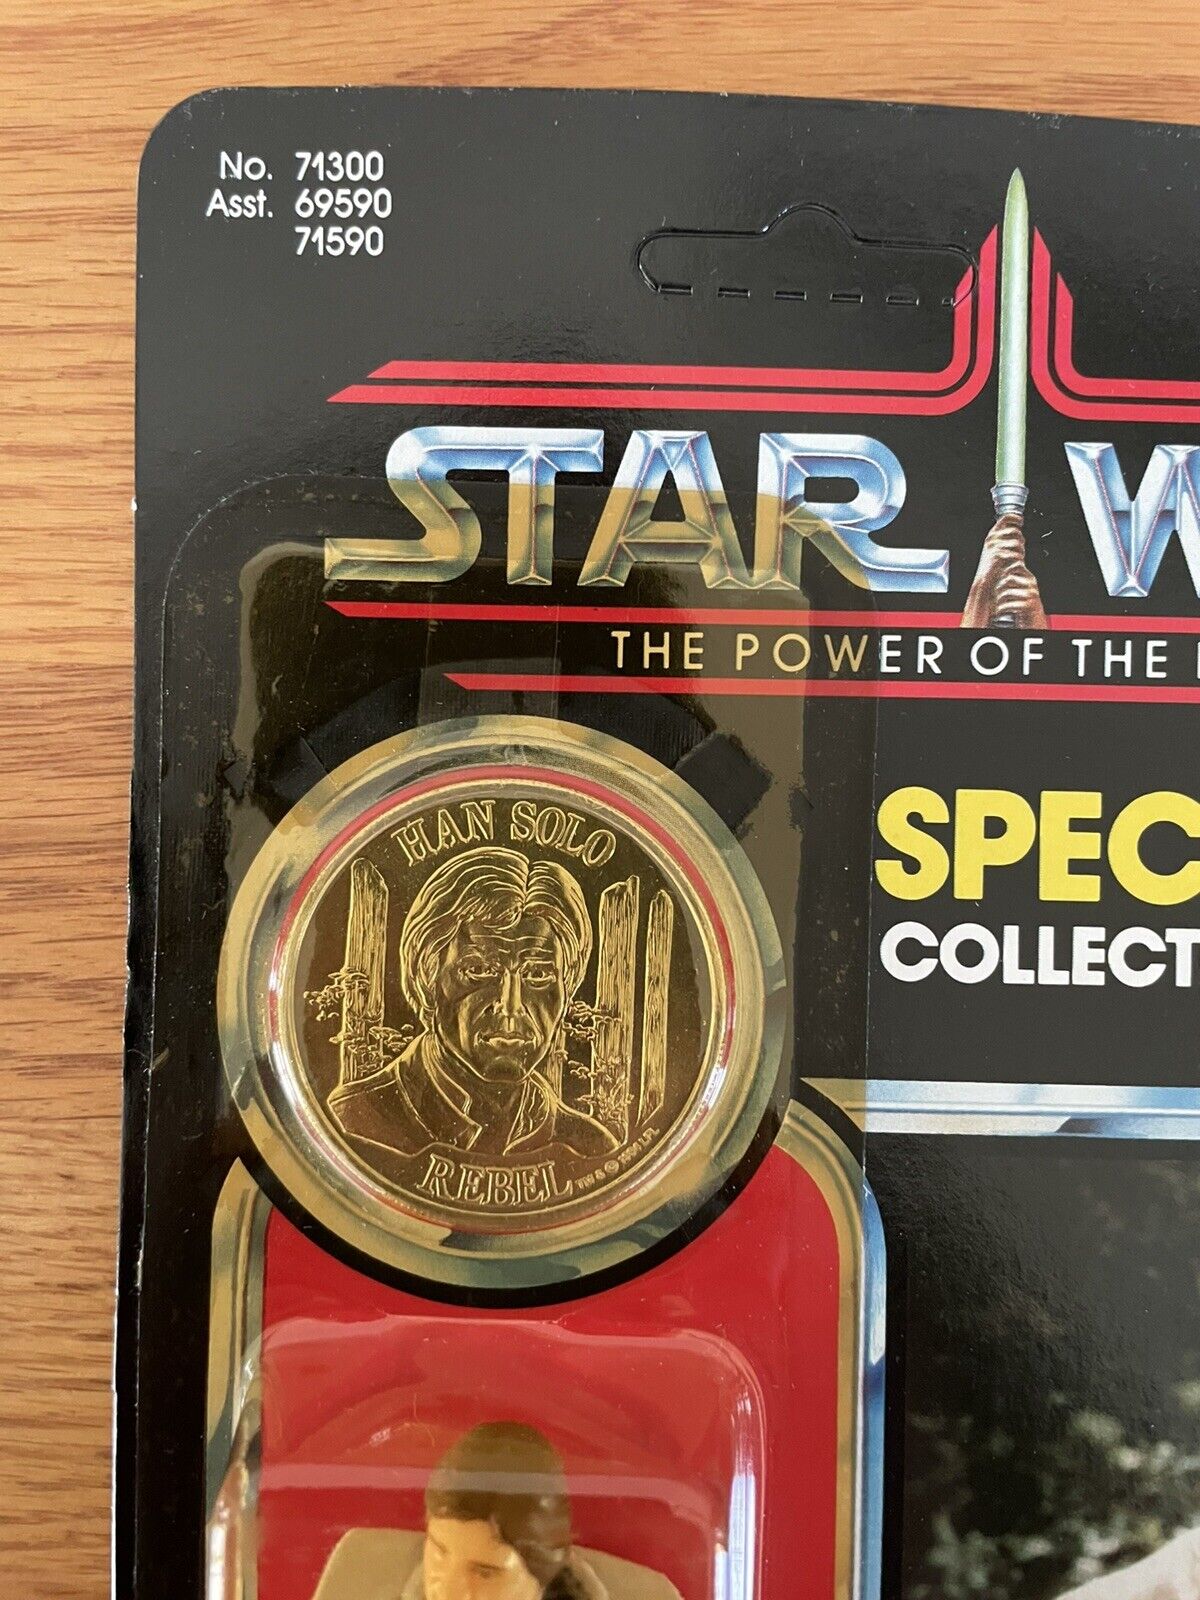 No. 71300
Asst. 69590
71590
STAR W
THE POWER OF THE
SPEC
COLLECT
HAN SOLO
REBEL